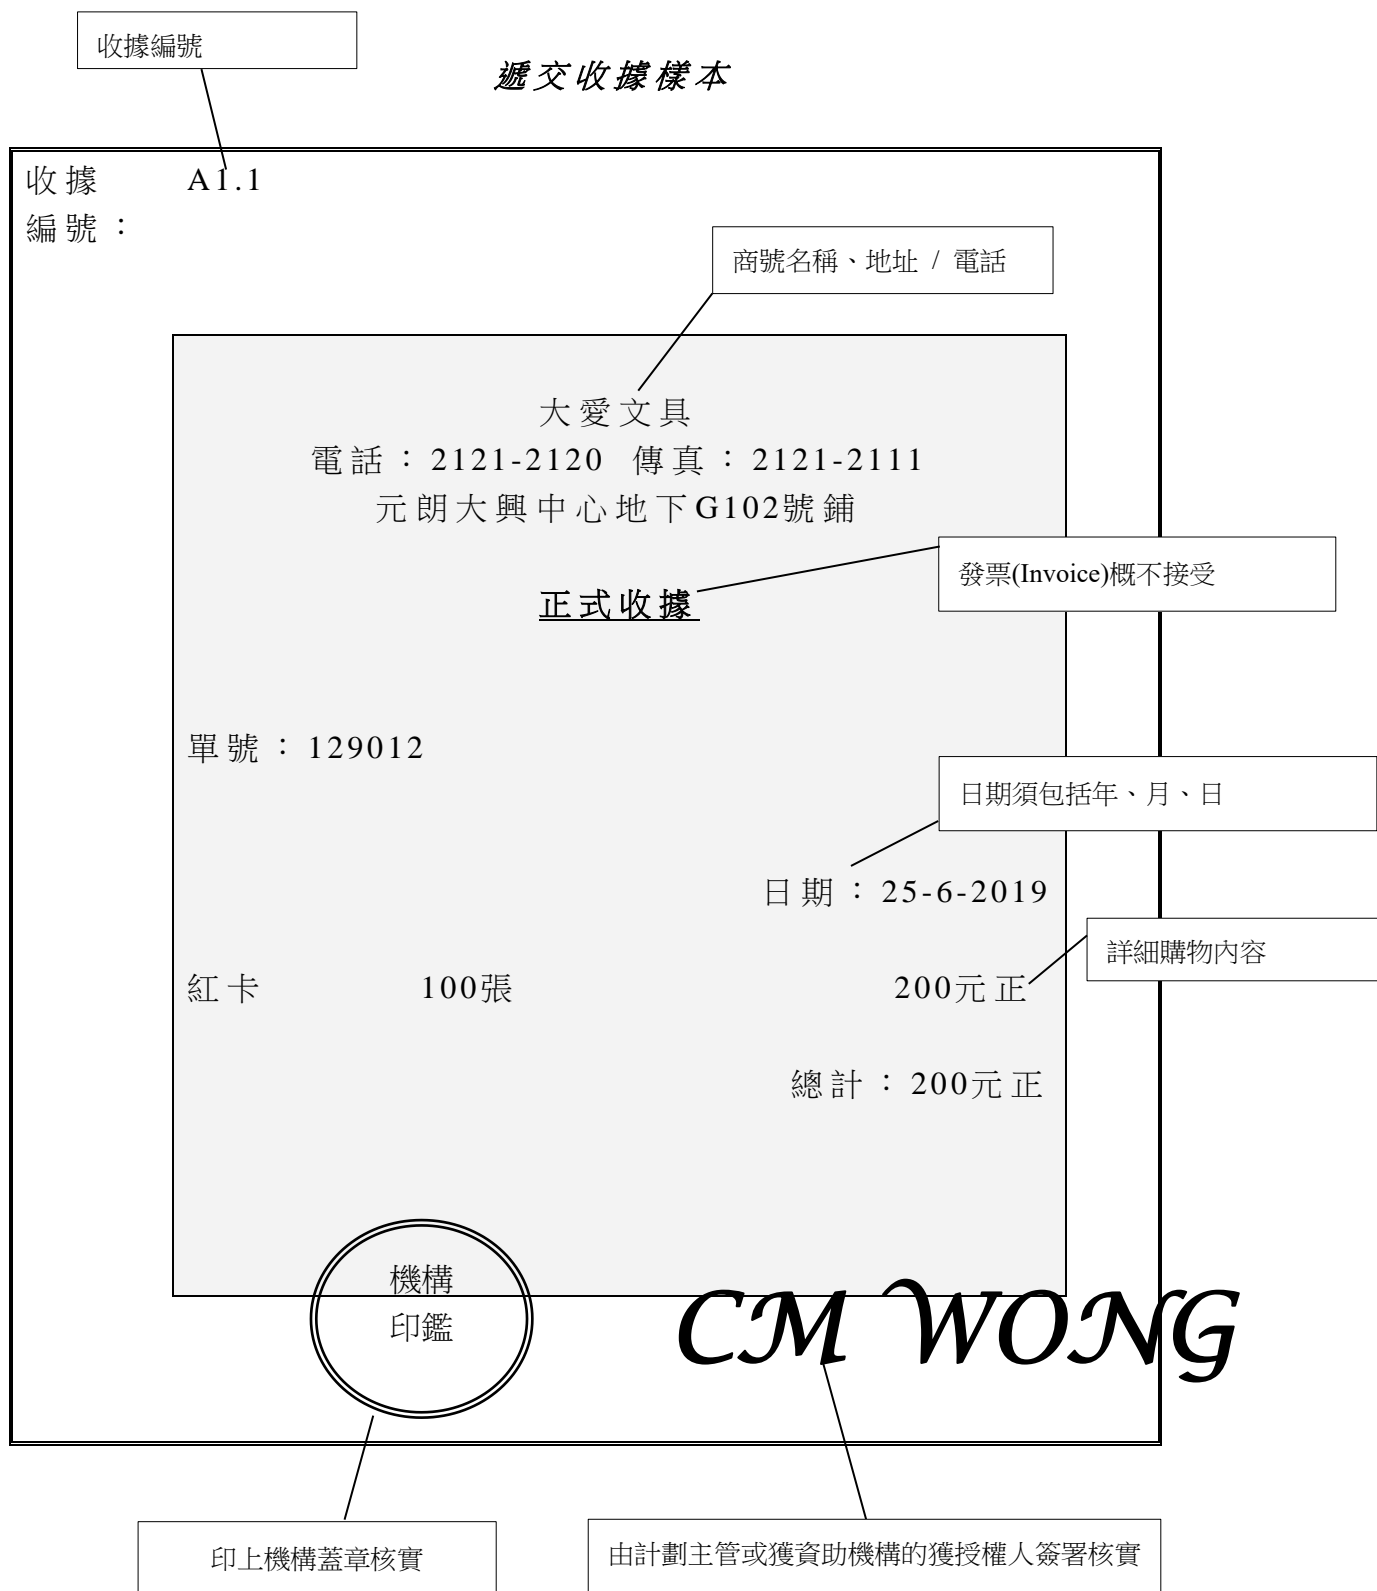 收據編號
遞交收據樣本
收據 A1.1
編號：
商號名稱、地址 / 電話
大愛文具
電話：2121-2120 傳真：2121-2111
元朗大興中心地下G102號鋪
發票(Invoice)概不接受
正式收據
單號：129012
日期須包括年、月、日
日期：25-6-2019
詳細購物內容
紅卡 100張 200元正
總計：200元正
機構
印鑑
CM WONG
印上機構蓋章核實
由計劃主管或獲資助機構的獲授權人簽署核實